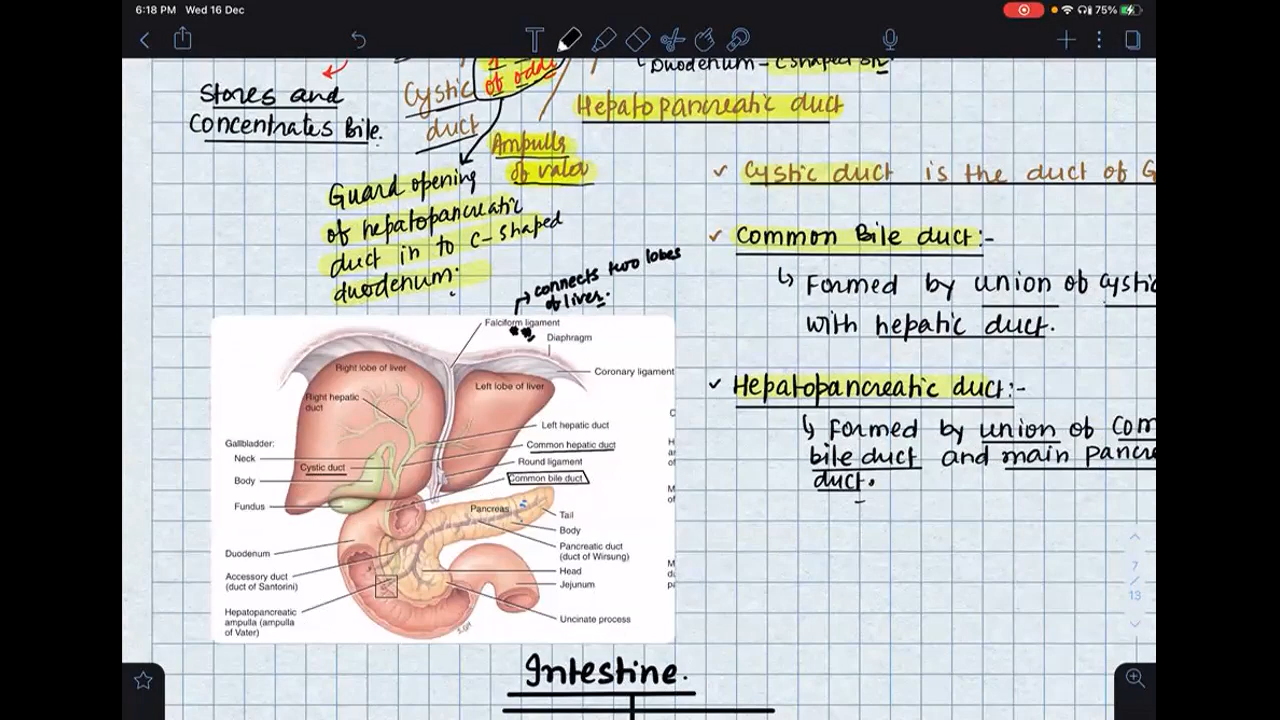 6:18 PM Wed 16 Dec
75%
T
Duodenum - C shaped
of oddi
Stores and
Concentrates Bile.
Cystic
duct
Hepatopancreatic duct
Ampulls
of vater
Guard opening
of hepatopancreatic
duct in to C-shaped
duodenum.
connects two lobes
of liver.
Cystic duct is the duct of G
Common Bile duct:-
Formed by union of cystic
with hepatic duct.
Hepatopancreatic duct:-
Formed by union of Com
bile duct and main pancre
duct.
Falciform ligament
Diaphragm
Coronary ligament
Right lobe of liver
Left lobe of liver
Right hepatic
duct
Left hepatic duct
Common hepatic duct
Gallbladder:
Neck
Cystic duct
Round ligament
Body
Common bile duct
Fundus
Pancreas
Tail
Body
Pancreatic duct
(duct of Wirsung)
Duodenum
Head
Accessory duct
(duct of Santorini)
Jejunum
Hepatopancreatic
ampulla (ampulla
of Vater)
Uncinate process
7
/
13
Intestine.